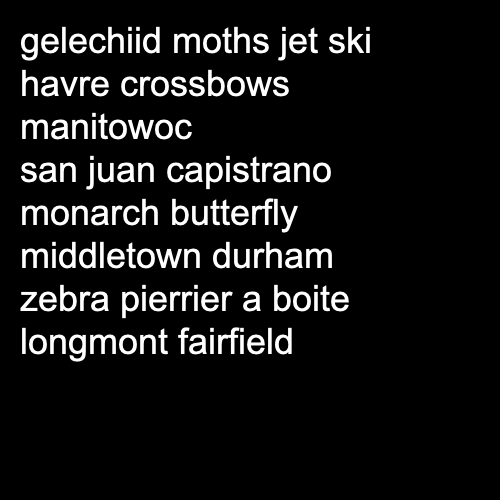 gelechiid moths jet ski
havre crossbows
manitowoc
san juan capistrano
monarch butterfly
middletown durham
zebra pierrier a boite
longmont fairfield